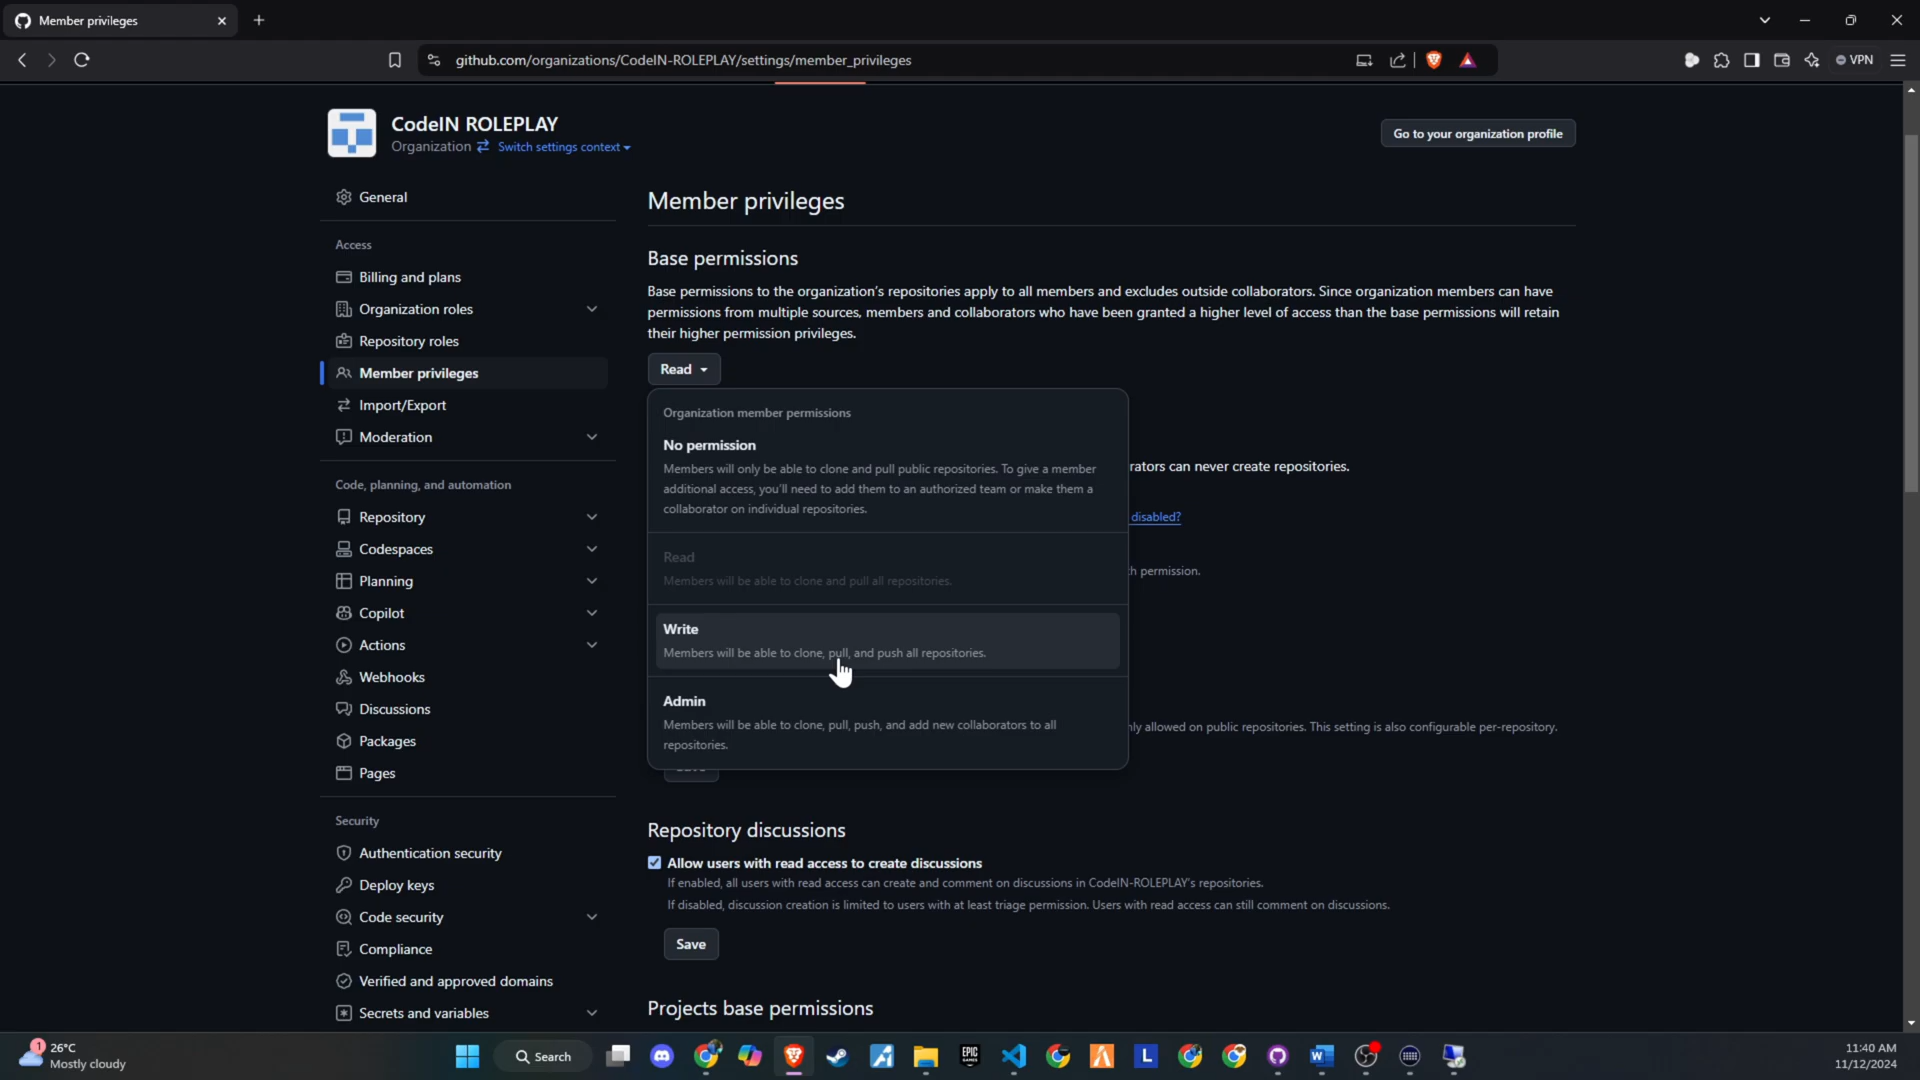 Member privileges
github.com/organizations/CodeIN-ROLEPLAY/settings/member_privileges
VPN
CodeIN ROLEPLAY
Organization Switch settings context
Go to your organization profile
General
Access
Billing and plans
Organization roles
Repository roles
Member privileges
Import/Export
Moderation
Code, planning, and automation
Repository
Codespaces
Planning
Copilot
Actions
Webhooks
Discussions
Packages
Pages
Security
Authentication security
Deploy keys
Code security
Compliance
Verified and approved domains
Secrets and variables
Member privileges
Base permissions
Base permissions to the organization's repositories apply to all members and excludes outside collaborators. Since organization members can have
permissions from multiple sources, members and collaborators who have been granted a higher level of access than the base permissions will retain
their higher permission privileges.
Read
Organization member permissions
No permission
Members will only be able to clone and pull public repositories. To give a member
additional access, you'll need to add them to an authorized team or make them a
collaborator on individual repositories.
Read
Members will be able to clone and pull all repositories.
Write
Members will be able to clone, pull, and push all repositories.
Admin
Members will be able to clone, pull, push, and add new collaborators to all
repositories.
rators can never create repositories.
disabled?
permission.
allowed on public repositories. This setting is also configurable per-repository.
Repository discussions
Allow users with read access to create discussions
If enabled, all users with read access can create and comment on discussions in CodeIN-ROLEPLAY's repositories.
If disabled, discussion creation is limited to users with at least triage permission. Users with read access can still comment on discussions.
Save
Projects base permissions
1
26°C
Mostly cloudy
Search
EPIC
GAMES
L
W
11:40 AM
11/12/2024